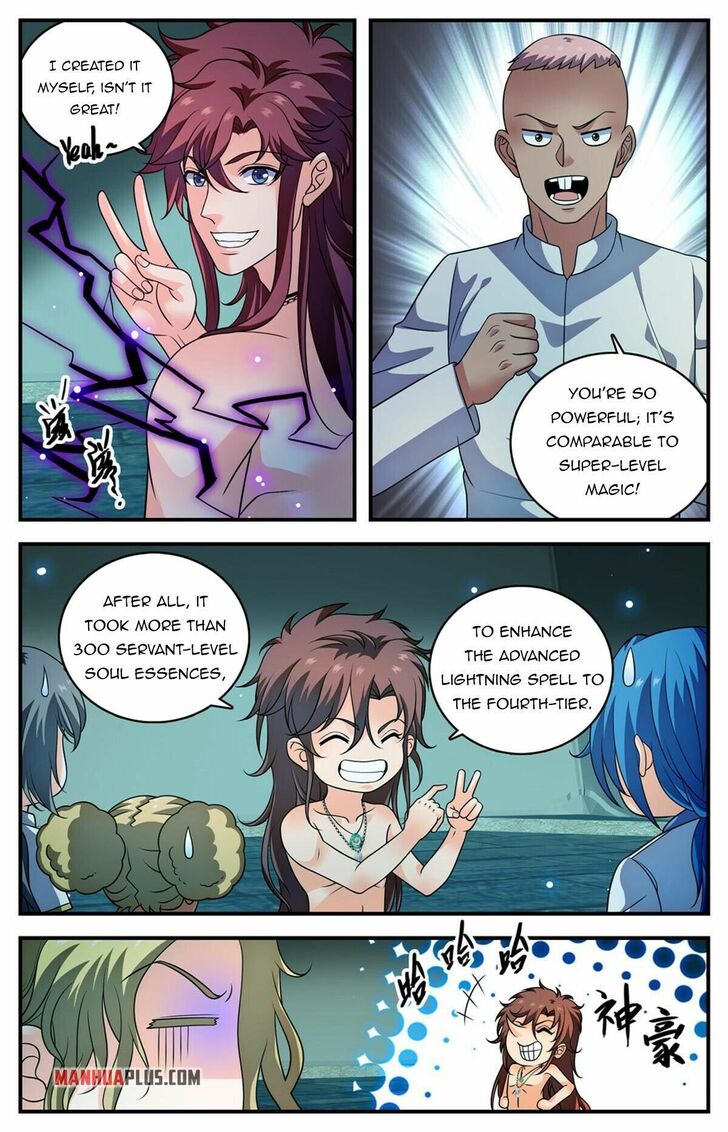 I CREATED IT
MYSELF, ISN'T IT
GREAT!
Yeah~
YOU'RE SO
POWERFUL; IT'S
COMPARABLE TO
SUPER-LEVEL
MAGIC!
AFTER ALL, IT
TOOK MORE THAN
300 SERVANT-LEVEL
SOUL ESSENCES,
TO ENHANCE
THE ADVANCED
LIGHTNING SPELL TO
THE FOURTH-TIER.
哈哈哈
神豪
MANHUAPLUS.COM